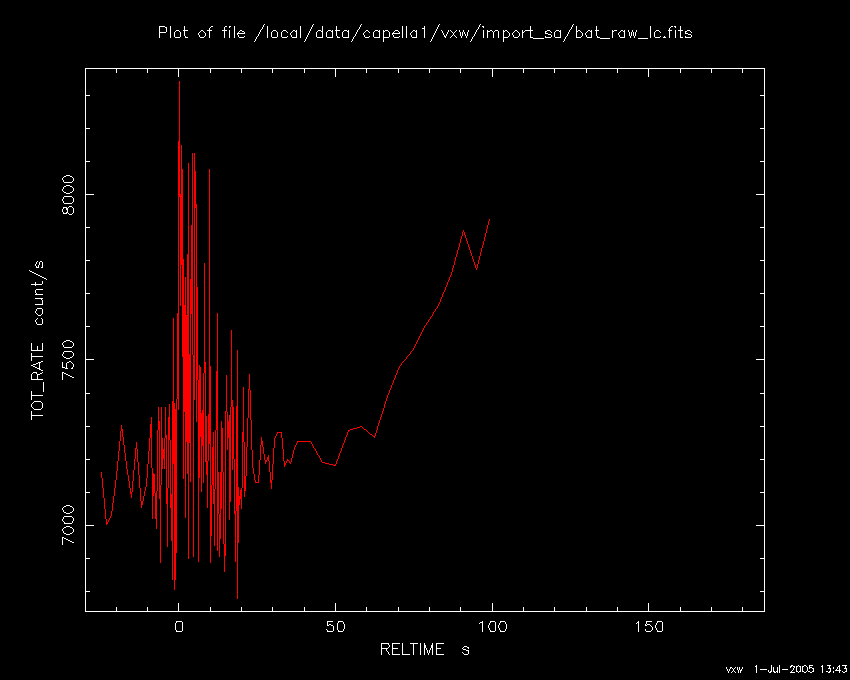 Plot of file /local/data/capella1/vxw/import_sa/bat_raw_lc.fits
TOT_RATE count/s
8000
7500
7000
0 50 100 150
RELTIME s
vxw 1-Jul-2005 13:43